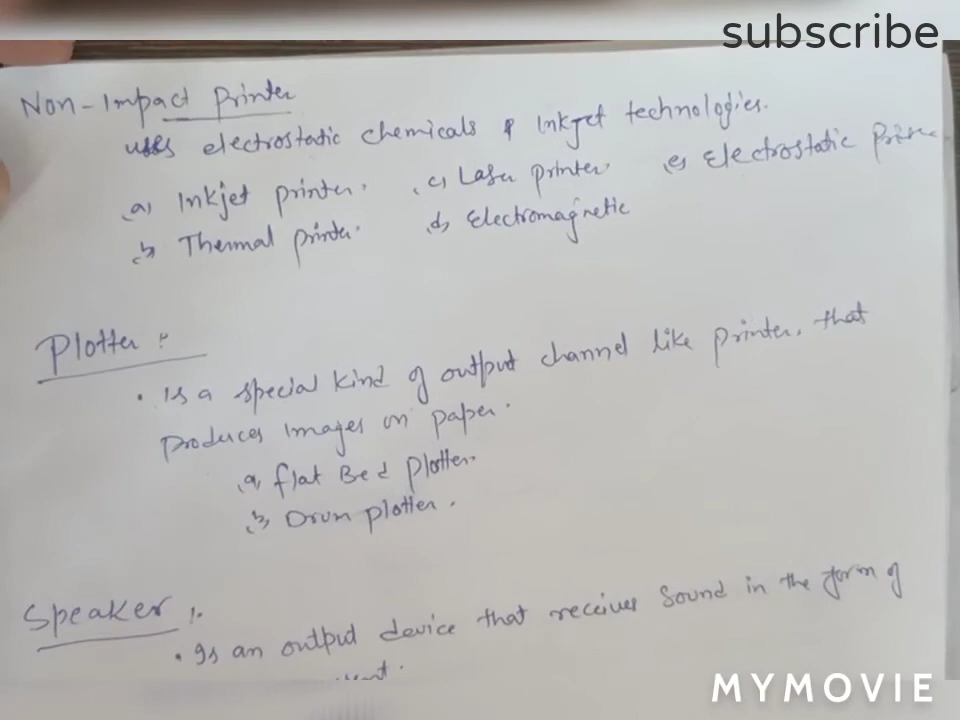 subscribe
Non-Impact Printer
uses electrostatic chemicals & Inkjet technologies.
(a) Inkjet printer. (c) Laser printer. (e) Electrostatic
(b) Thermal printer. (d) Electromagnetic
Plotter :
• Is a special kind of output channel like printer, that
produces images on paper.
(a) flat Bed plotter.
(b) Drum plotter.
Speaker :
• Is an output device that receives sound in the form of
MYMOVIE